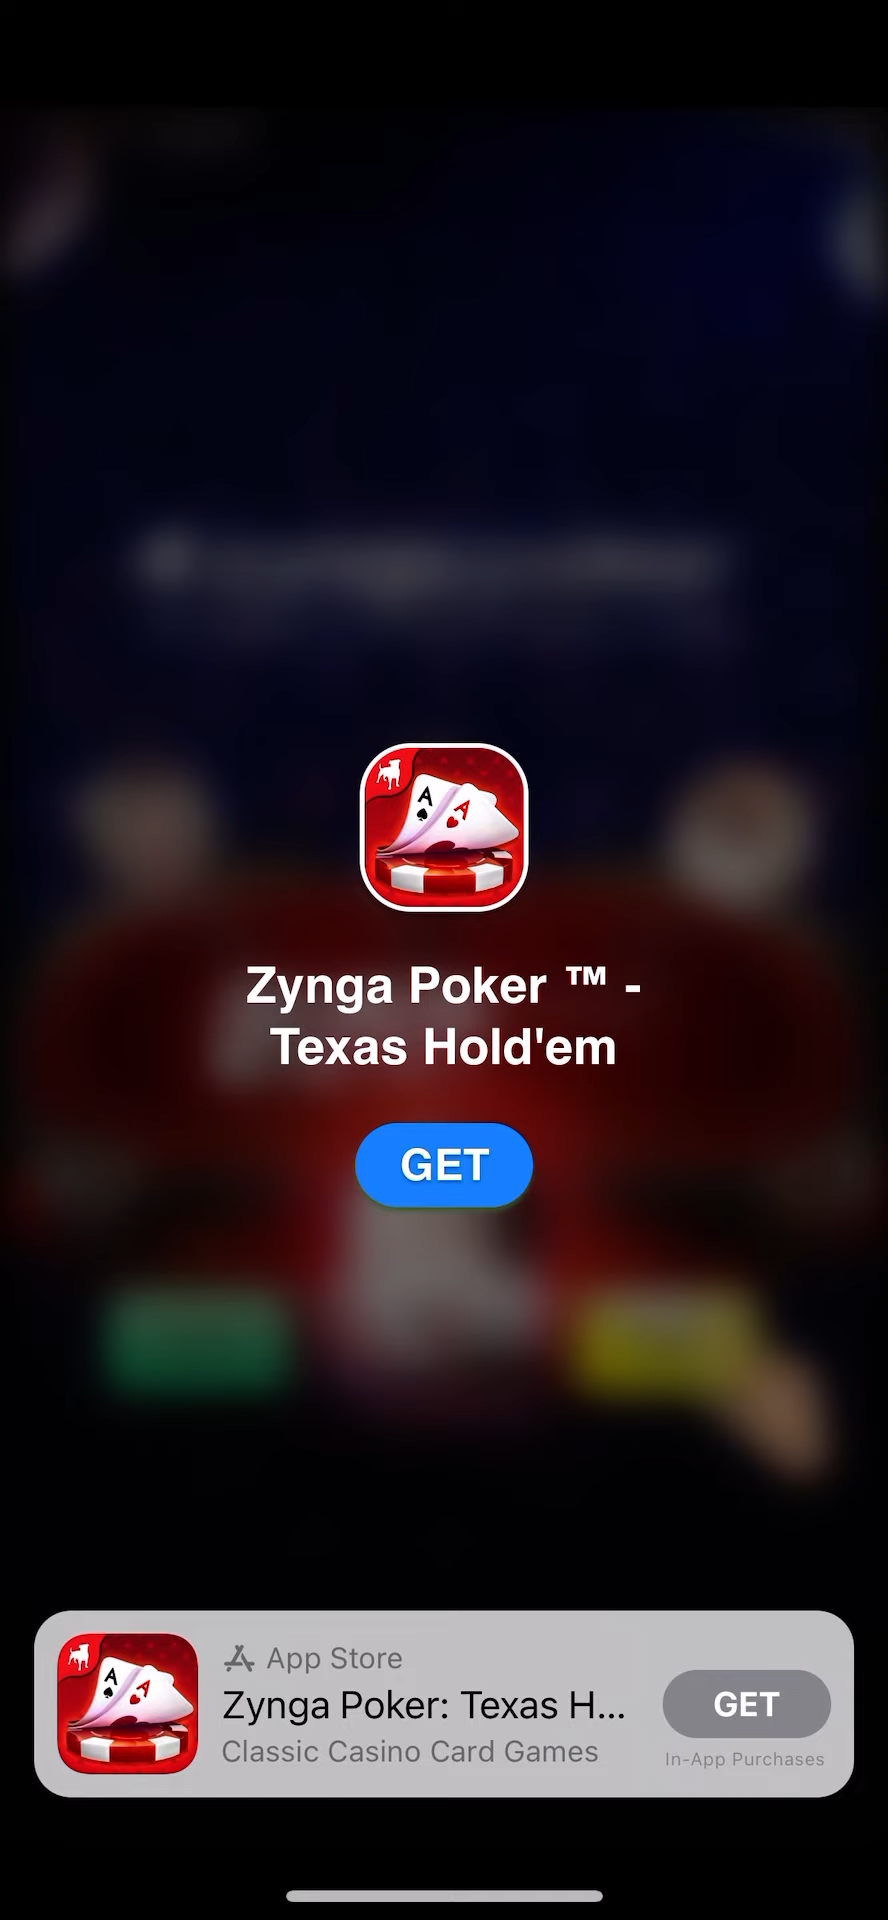 Zynga Poker ™ -
Texas Hold'em
GET
App Store
Zynga Poker: Texas H...
Classic Casino Card Games
GET
In-App Purchases